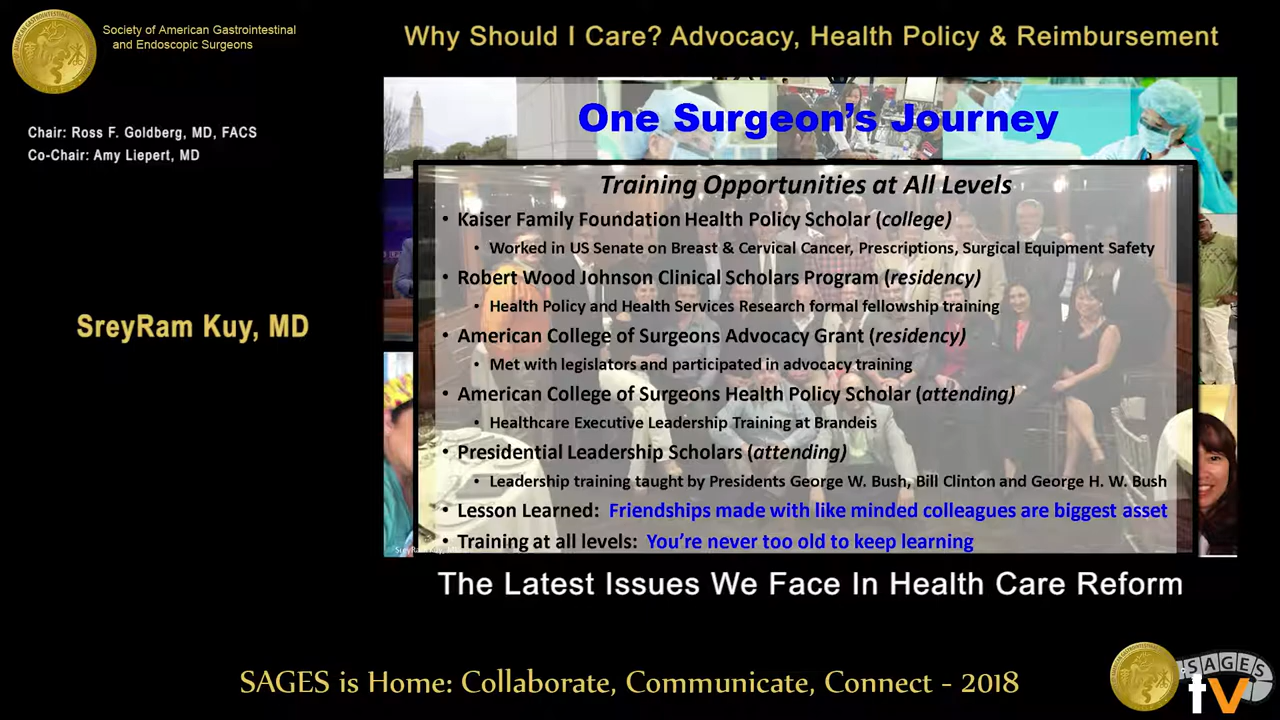 Society of American Gastrointestinal
and Endoscopic Surgeons
Why Should I Care? Advocacy, Health Policy & Reimbursement
Chair: Ross F. Goldberg, MD, FACS
Co-Chair: Amy Liepert, MD
SreyRam Kuy, MD
One Surgeon's Journey
Training Opportunities at All Levels
• Kaiser Family Foundation Health Policy Scholar (college)
• Worked in US Senate on Breast & Cervical Cancer, Prescriptions, Surgical Equipment Safety
• Robert Wood Johnson Clinical Scholars Program (residency)
• Health Policy and Health Services Research formal fellowship training
• American College of Surgeons Advocacy Grant (residency)
• Met with legislators and participated in advocacy training
• American College of Surgeons Health Policy Scholar (attending)
• Healthcare Executive Leadership Training at Brandeis
• Presidential Leadership Scholars (attending)
• Leadership training taught by Presidents George W. Bush, Bill Clinton and George H. W. Bush
• Lesson Learned: Friendships made with like minded colleagues are biggest asset
• Training at all levels: You're never too old to keep learning
The Latest Issues We Face In Health Care Reform
SAGES is Home: Collaborate, Communicate, Connect - 2018
SAGES
tv